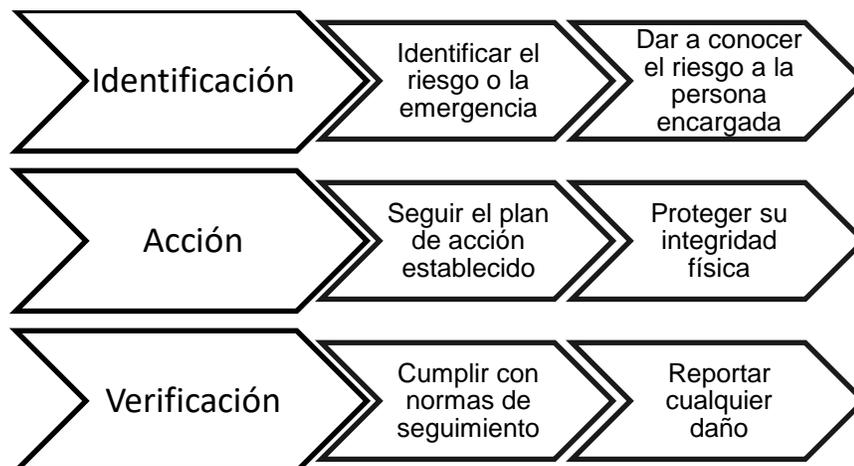 Identificación
Identificar el
riesgo o la
emergencia
Dar a conocer
el riesgo a la
persona
encargada
Acción
Seguir el plan
de acción
establecido
Proteger su
integridad
física
Verificación
Cumplir con
normas de
seguimiento
Reportar
cualquier
daño